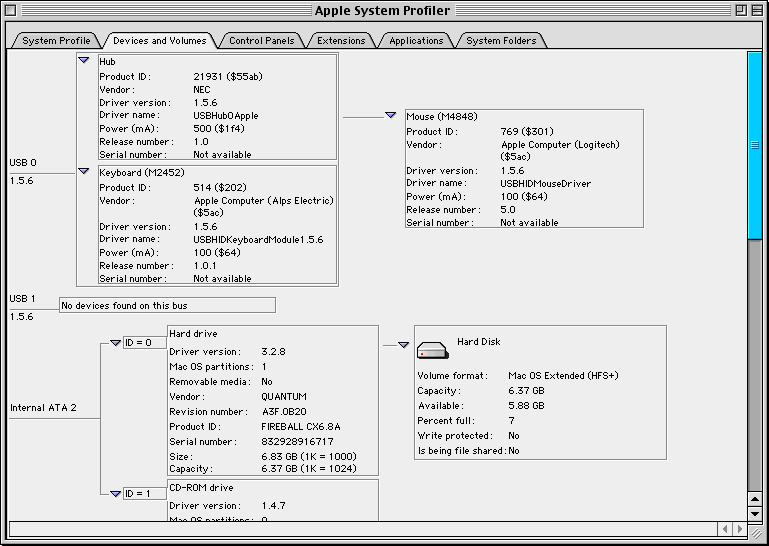 Apple System Profiler
System Profile
Devices and Volumes
Control Panels
Extensions
Applications
System Folders
USB 0
1.5.6
Hub
Product ID: 21931 ($55ab)
Vendor: NEC
Driver version: 1.5.6
Driver name: USBHub0Apple
Power (mA): 500 ($1f4)
Release number: 1.0
Serial number: Not available
Mouse (M4848)
Product ID: 769 ($301)
Vendor: Apple Computer (Logitech)
($5ac)
Driver version: 1.5.6
Driver name: USBHIDMouseDriver
Power (mA): 100 ($64)
Release number: 5.0
Serial number: Not available
Keyboard (M2452)
Product ID: 514 ($202)
Vendor: Apple Computer (Alps Electric)
($5ac)
Driver version: 1.5.6
Driver name: USBHIDKeyboardModule1.5.6
Power (mA): 100 ($64)
Release number: 1.0.1
Serial number: Not available
USB 1
1.5.6
No devices found on this bus
Internal ATA 2
ID = 0
Hard drive
Driver version: 3.2.8
Mac OS partitions: 1
Removable media: No
Vendor: QUANTUM
Revision number: A3F.0B20
Product ID: FIREBALL CX6.8A
Serial number: 832928916717
Size: 6.83 GB (1K = 1000)
Capacity: 6.37 GB (1K = 1024)
Hard Disk
Volume format: Mac OS Extended (HFS+)
Capacity: 6.37 GB
Available: 5.88 GB
Percent full: 7
Write protected: No
Is being file shared: No
ID = 1
CD-ROM drive
Driver version: 1.4.7
Mac OS partitions: 0